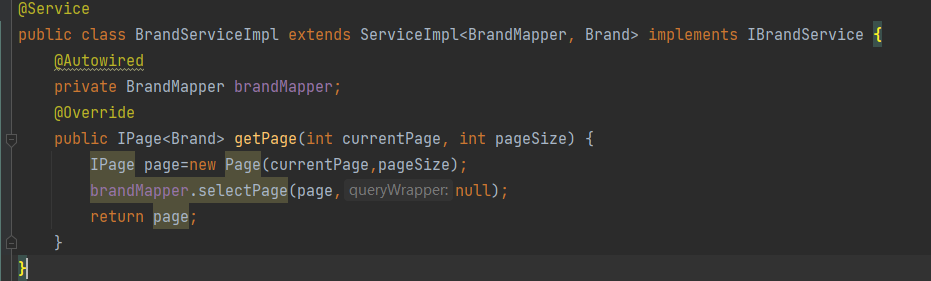 @Service
public class BrandServiceImpl extends ServiceImpl<BrandMapper, Brand> implements IBrandService {
    @Autowired
    private BrandMapper brandMapper;
    @Override
    public IPage<Brand> getPage(int currentPage, int pageSize) {
        IPage page=new Page(currentPage,pageSize);
        brandMapper.selectPage(page, queryWrapper: null);
        return page;
    }
}